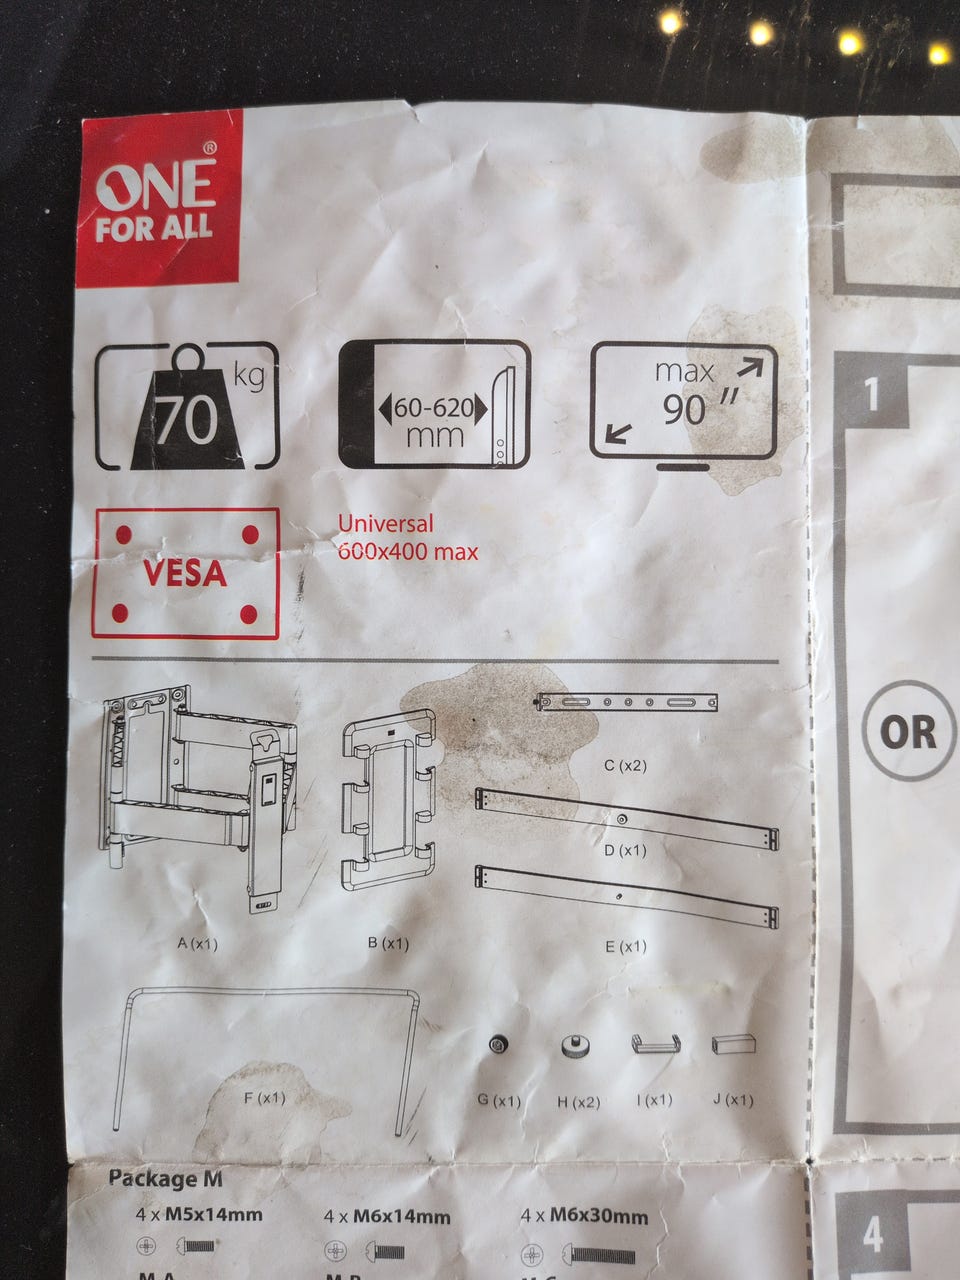 ONE®
FOR ALL
70 kg
60-620
mm
max
90"
VESA
Universal
600x400 max
A (x1)
B (x1)
C (x2)
D (x1)
E (x1)
F (x1)
G (x1)
H (x2)
I (x1)
J (x1)
Package M
4 x M5x14mm
4 x M6x14mm
4 x M6x30mm
1
OR
4